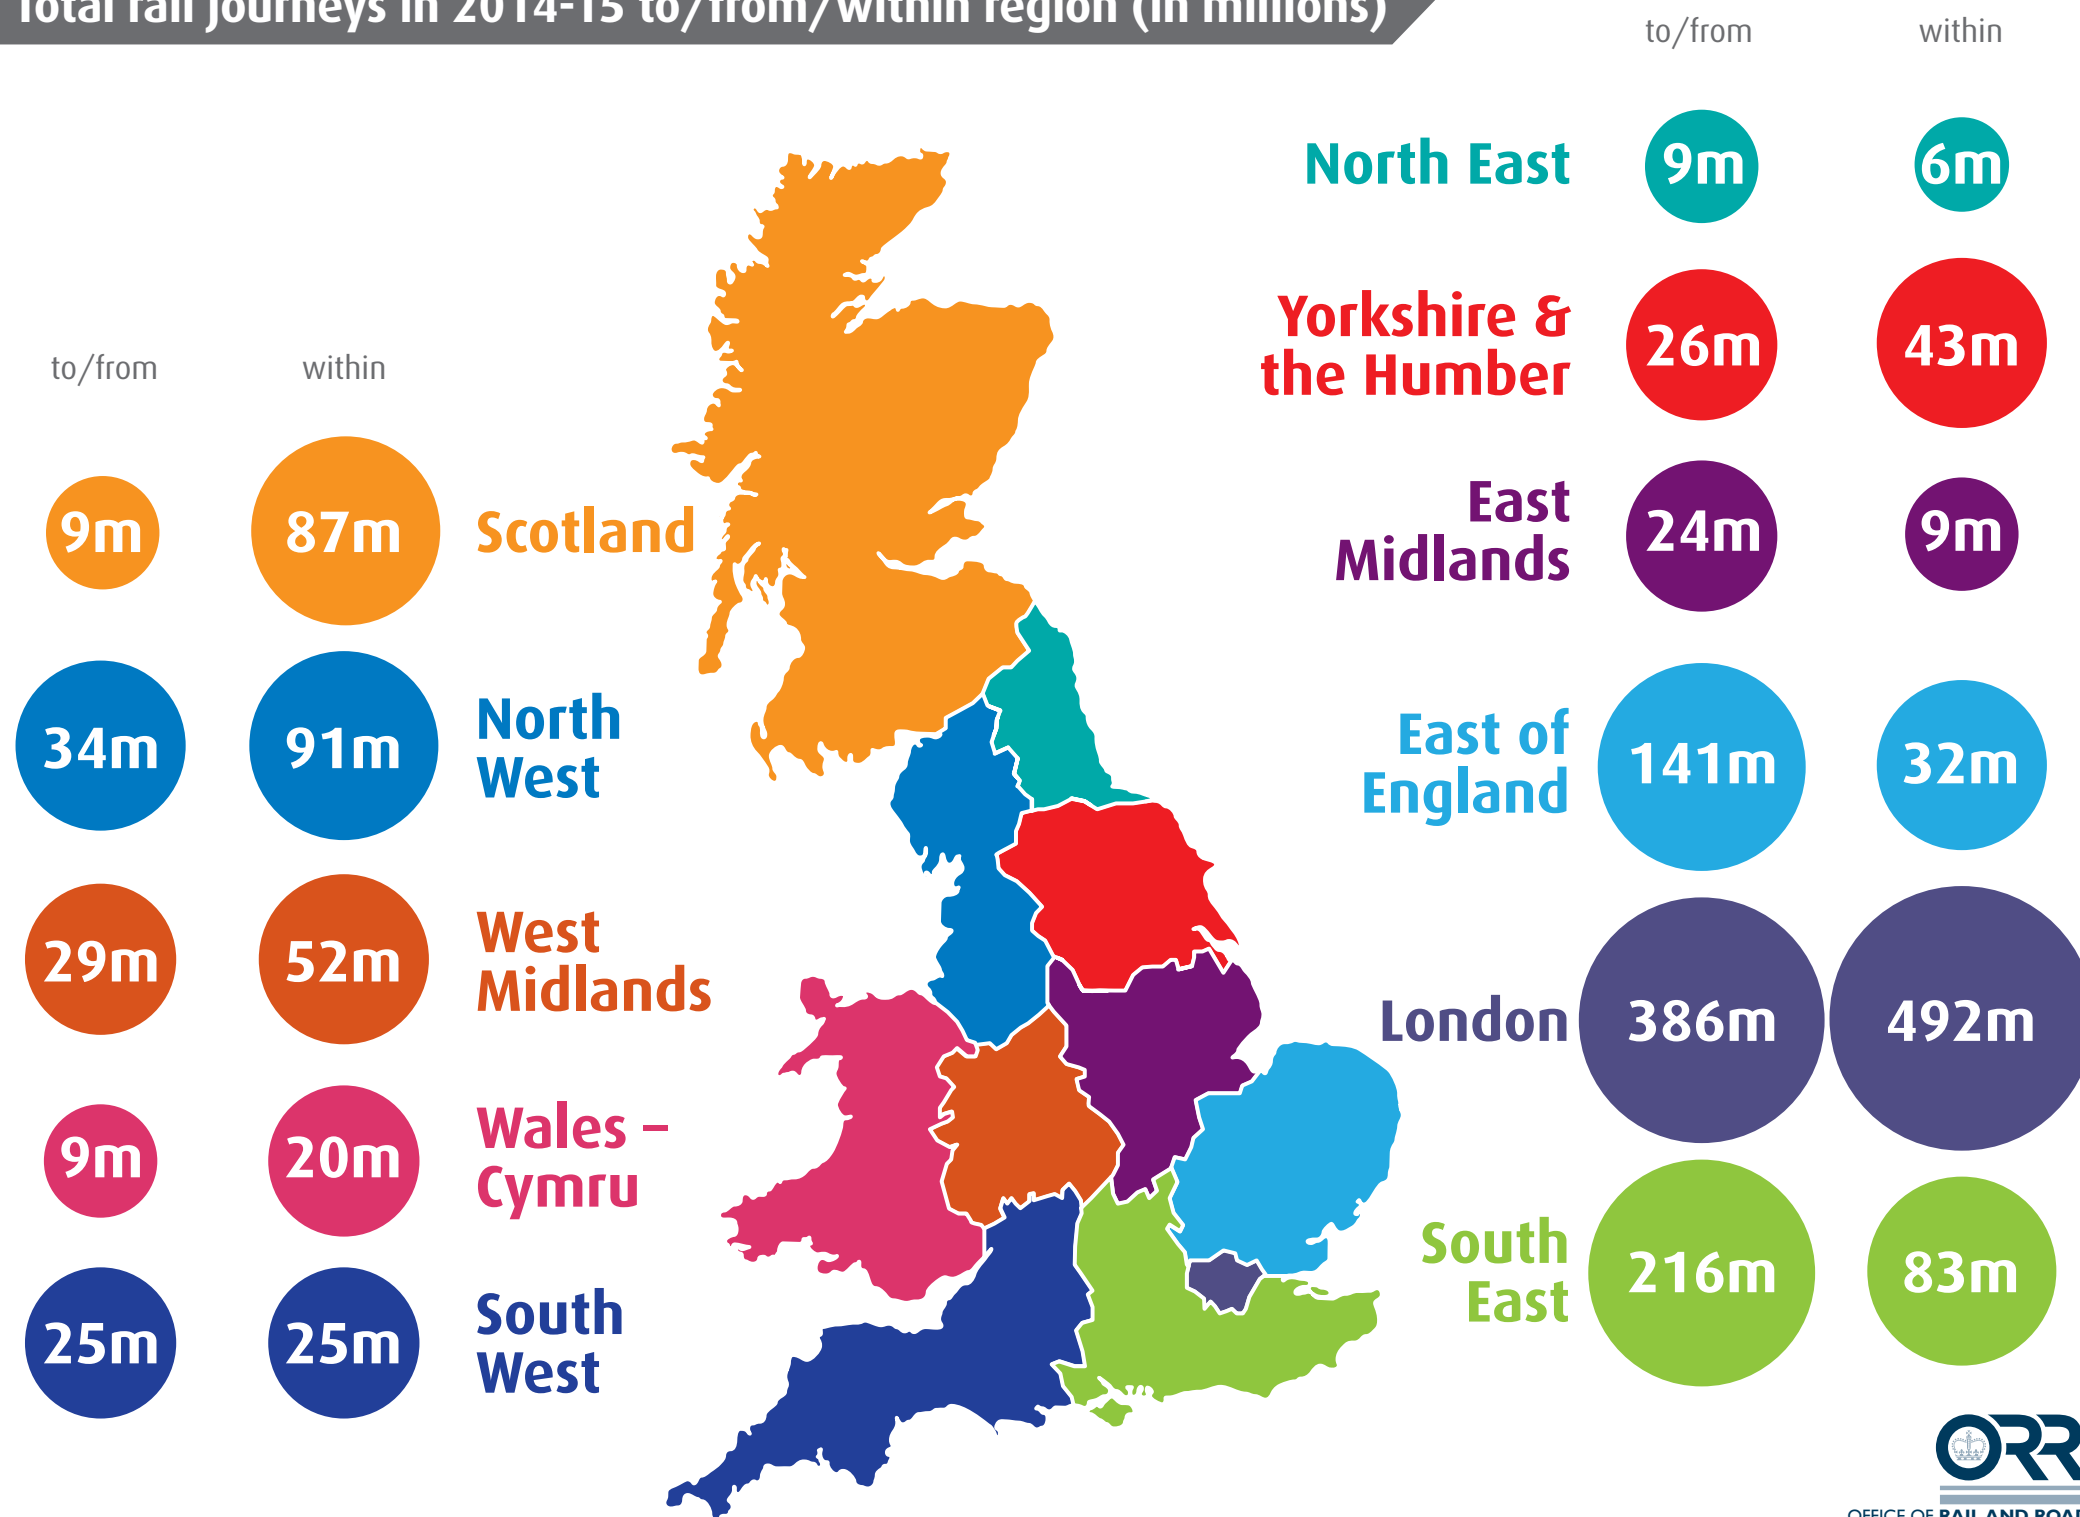 Total rail journeys in 2014-15 to/from/within region (in millions)
to/from within
North East 9m 6m
Yorkshire &
the Humber 26m 43m
East
Midlands 24m 9m
East of
England 141m 32m
London 386m 492m
South
East 216m 83m
to/from within
9m 87m Scotland
34m 91m North
West
29m 52m West
Midlands
9m 20m Wales –
Cymru
25m 25m South
West
ORR
OFFICE OF RAIL AND ROAD